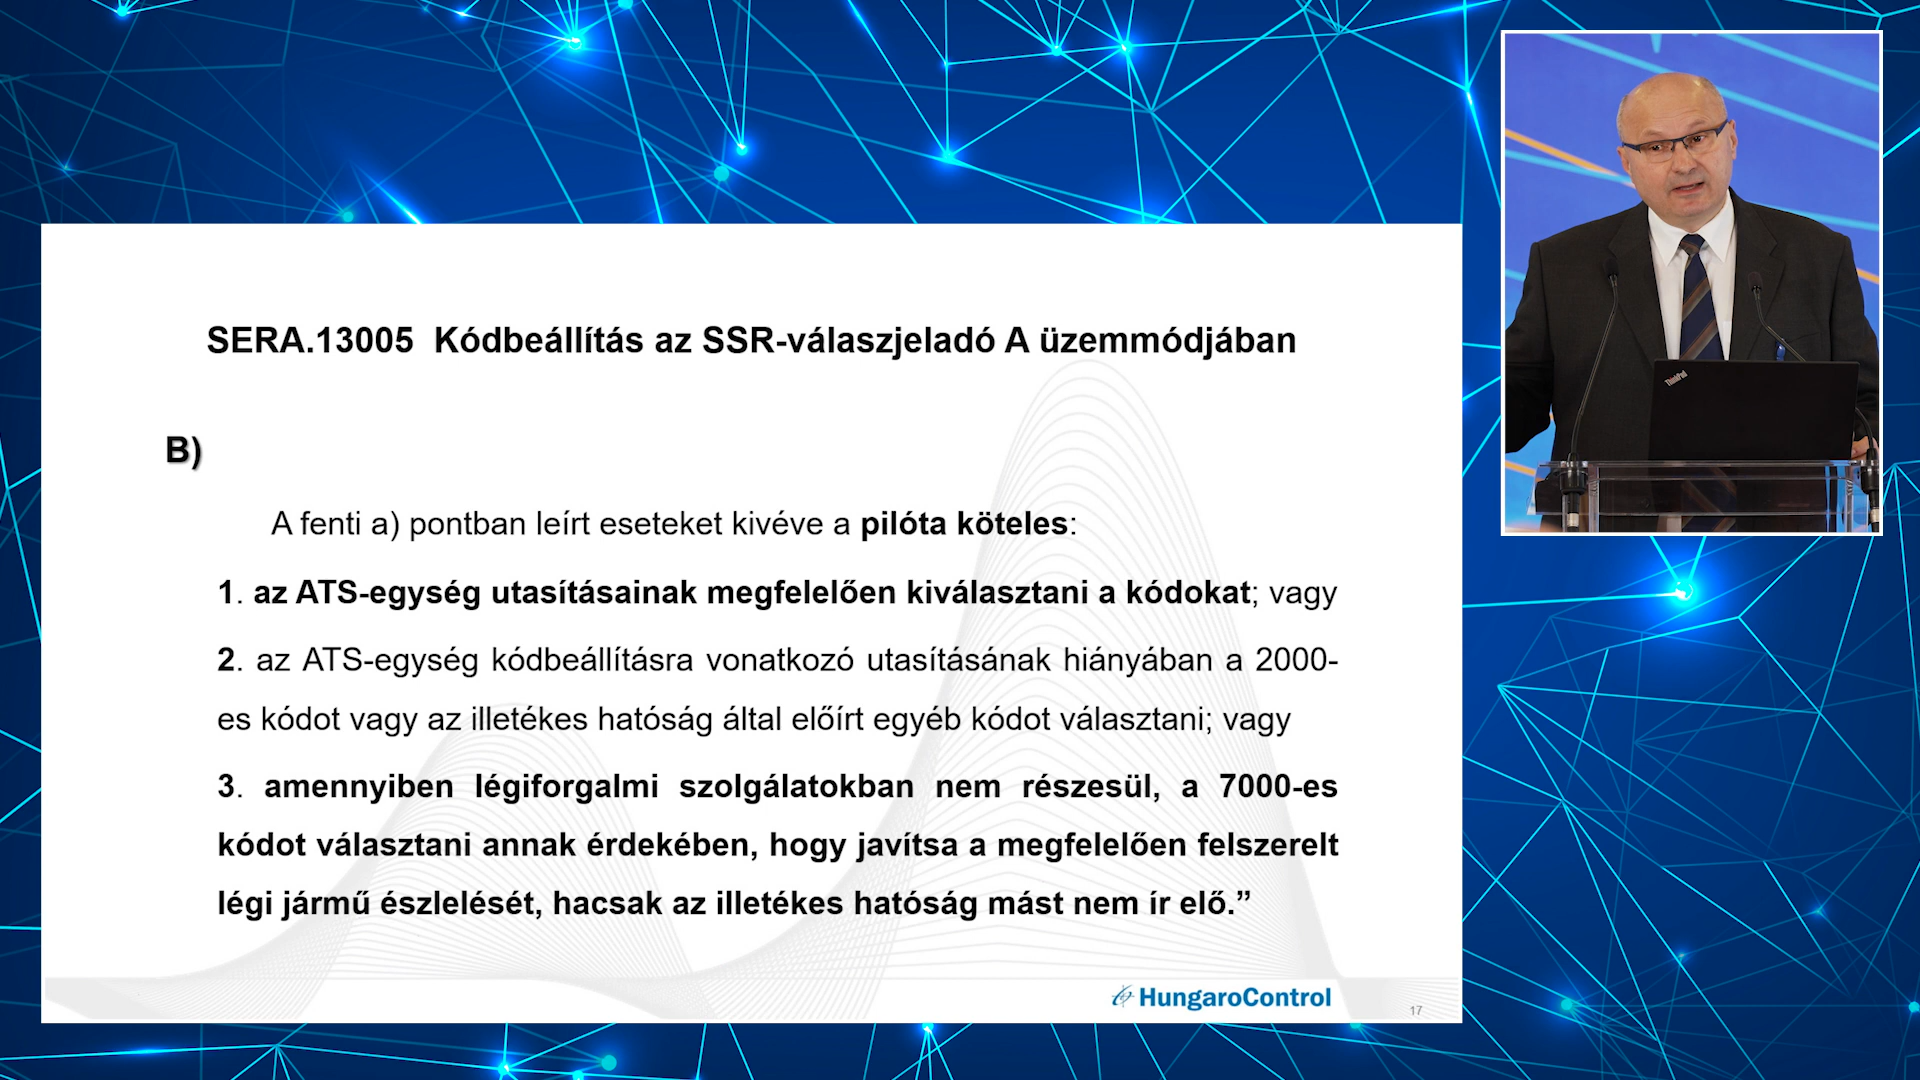 SERA.13005 Kódbeállítás az SSR-válaszjeladó A üzemmódjában
B)
A fenti a) pontban leírt eseteket kivéve a pilóta köteles:
1. az ATS-egység utasításainak megfelelően kiválasztani a kódokat; vagy
2. az ATS-egység kódbeállításra vonatkozó utasításának hiányában a 2000-
es kódot vagy az illetékes hatóság által előírt egyéb kódot választani; vagy
3. amennyiben légiforgalmi szolgálatokban nem részesül, a 7000-es
kódot választani annak érdekében, hogy javítsa a megfelelően felszerelt
légi jármű észlelését, hacsak az illetékes hatóság mást nem ír elő.”
HungaroControl
17
ThinkPad